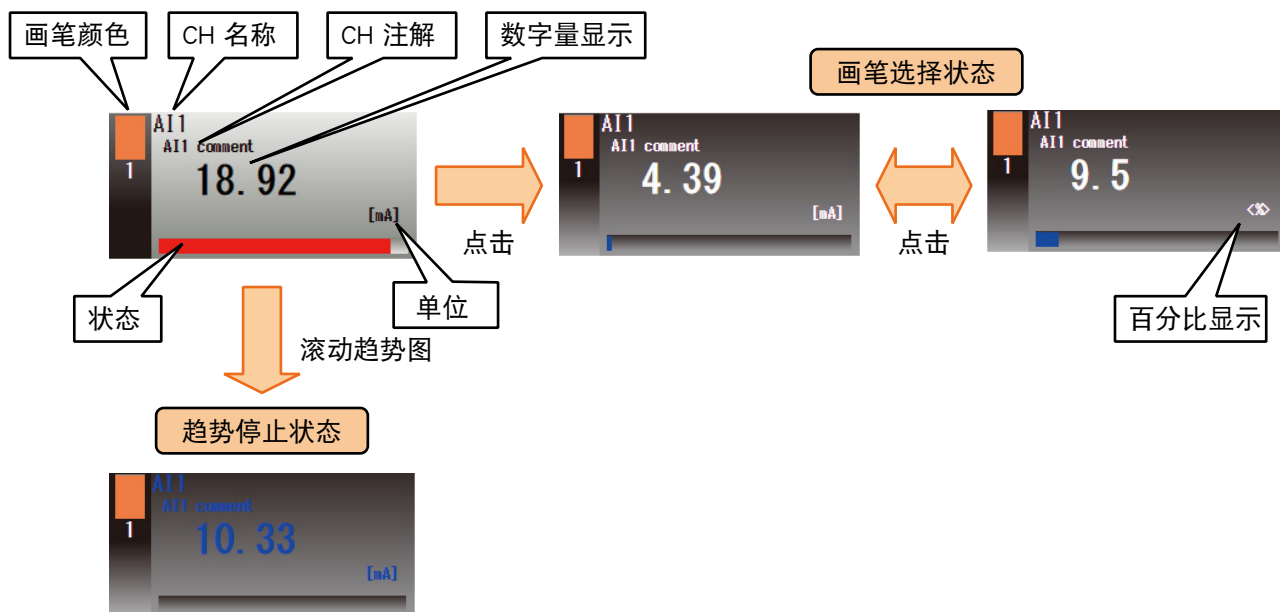 画笔颜色
CH 名称
CH 注解
数字量显示
画笔选择状态
AI1
AI1 comment
1
18.92
[mA]
点击
AI1
AI1 comment
1
4.39
[mA]
点击
AI1
AI1 comment
1
9.5
<%>
状态
单位
百分比显示
滚动趋势图
趋势停止状态
AI1
AI1 comment
1
10.33
[mA]